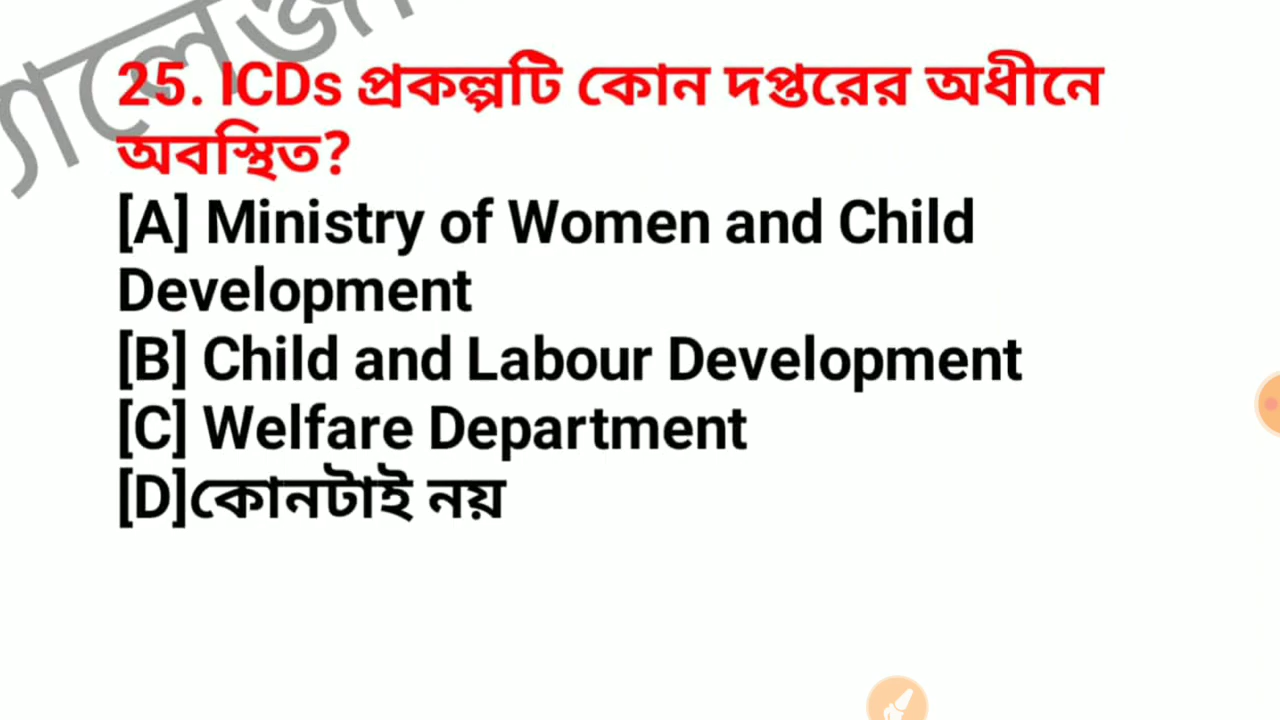 25. ICDs প্রকল্পটি কোন দপ্তরের অধীনে
অবস্থিত?
[A] Ministry of Women and Child
Development
[B] Child and Labour Development
[C] Welfare Department
[D]কোনটাই নয়